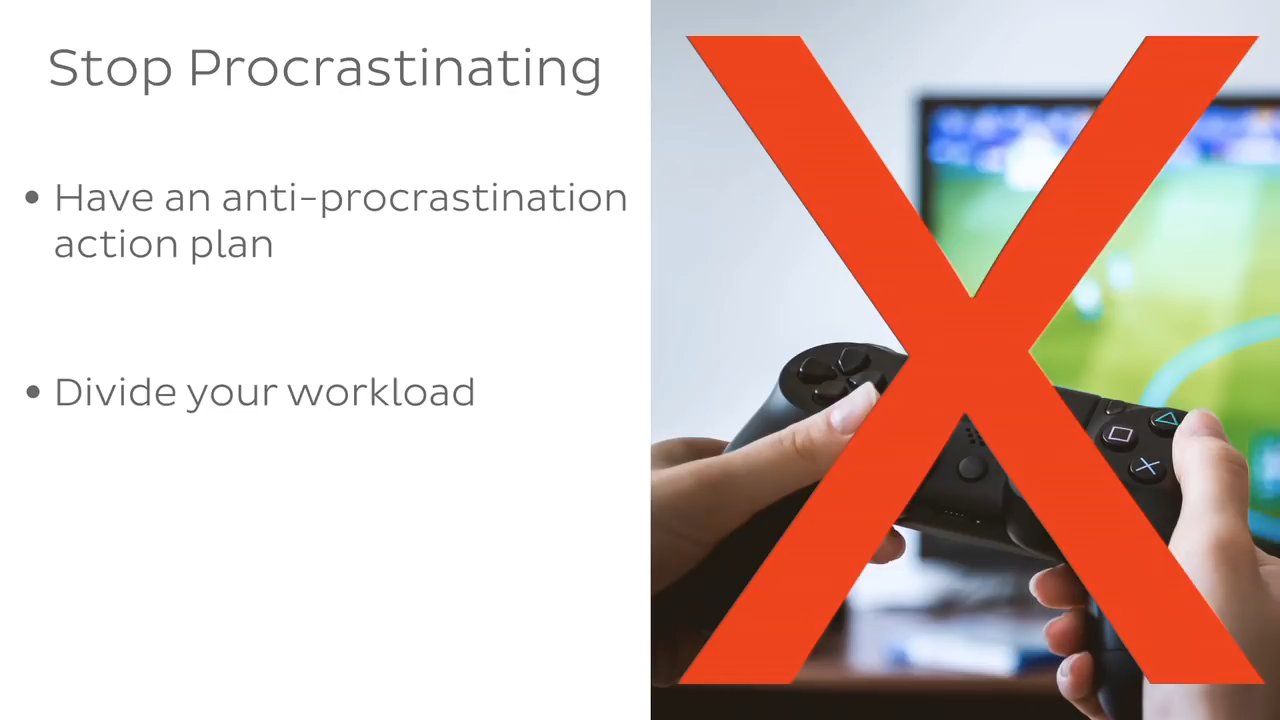 Stop Procrastinating
• Have an anti-procrastination
action plan
• Divide your workload